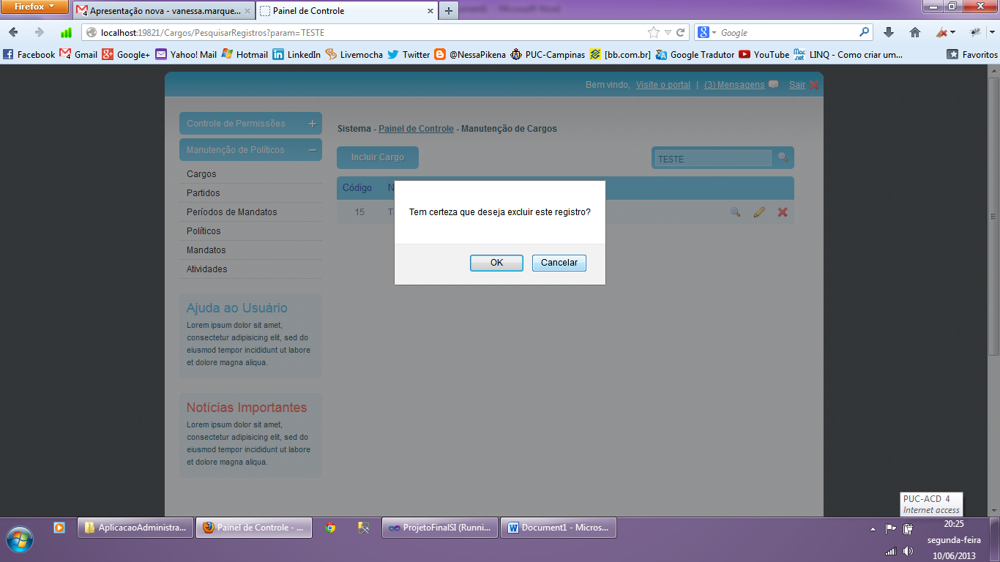 Firefox
Apresentação nova - vanessa.marque...
Painel de Controle
localhost:19821/Cargos/PesquisarRegistros?param=TESTE
Google
Facebook
Gmail
Google+
Yahoo! Mail
Hotmail
LinkedIn
Livemocha
Twitter
@NessaPikena
PUC-Campinas
[bb.com.br]
Google Tradutor
YouTube
LINQ - Como criar um...
Favoritos
Bem vindo, Visite o portal | (3) Mensagens Sair
Controle de Permissões
Manutenção de Políticos
Cargos
Partidos
Períodos de Mandatos
Políticos
Mandatos
Atividades
Ajuda ao Usuário
Lorem ipsum dolor sit amet,
consectetur adipisicing elit, sed do
eiusmod tempor incididunt ut labore
et dolore magna aliqua.
Notícias Importantes
Lorem ipsum dolor sit amet,
consectetur adipisicing elit, sed do
eiusmod tempor incididunt ut labore
et dolore magna aliqua.
Sistema - Painel de Controle - Manutenção de Cargos
Incluir Cargo
TESTE
Código N
15 T
Tem certeza que deseja excluir este registro?
OK
Cancelar
PUC-ACD 4
Internet access
AplicacaoAdministra...
Painel de Controle - ...
ProjetoFinalSI (Runni...
Document1 - Micros...
20:25
segunda-feira
10/06/2013